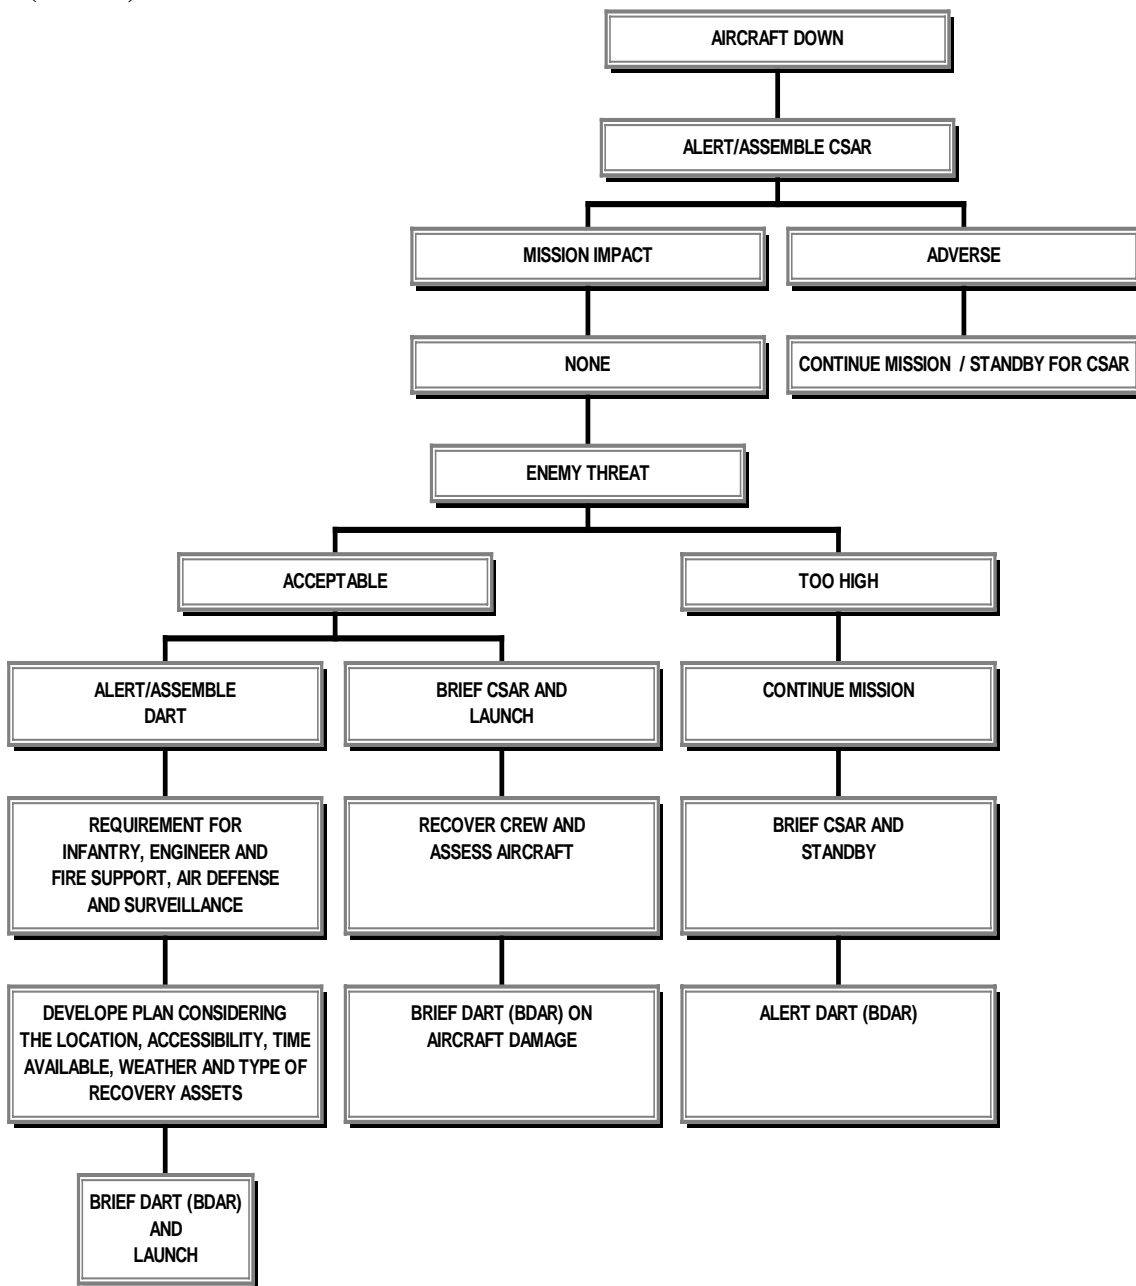 AIRCRAFT DOWN
ALERT/ASSEMBLE CSAR
MISSION IMPACT
ADVERSE
NONE
CONTINUE MISSION / STANDBY FOR CSAR
ENEMY THREAT
ACCEPTABLE
TOO HIGH
ALERT/ASSEMBLE
DART
BRIEF CSAR AND
LAUNCH
CONTINUE MISSION
REQUIREMENT FOR
INFANTRY, ENGINEER AND
FIRE SUPPORT, AIR DEFENSE
AND SURVEILLANCE
RECOVER CREW AND
ASSESS AIRCRAFT
BRIEF CSAR AND
STANDBY
DEVELOPE PLAN CONSIDERING
THE LOCATION, ACCESSIBILITY, TIME
AVAILABLE, WEATHER AND TYPE OF
RECOVERY ASSETS
BRIEF DART (BDAR) ON
AIRCRAFT DAMAGE
ALERT DART (BDAR)
BRIEF DART (BDAR)
AND
LAUNCH